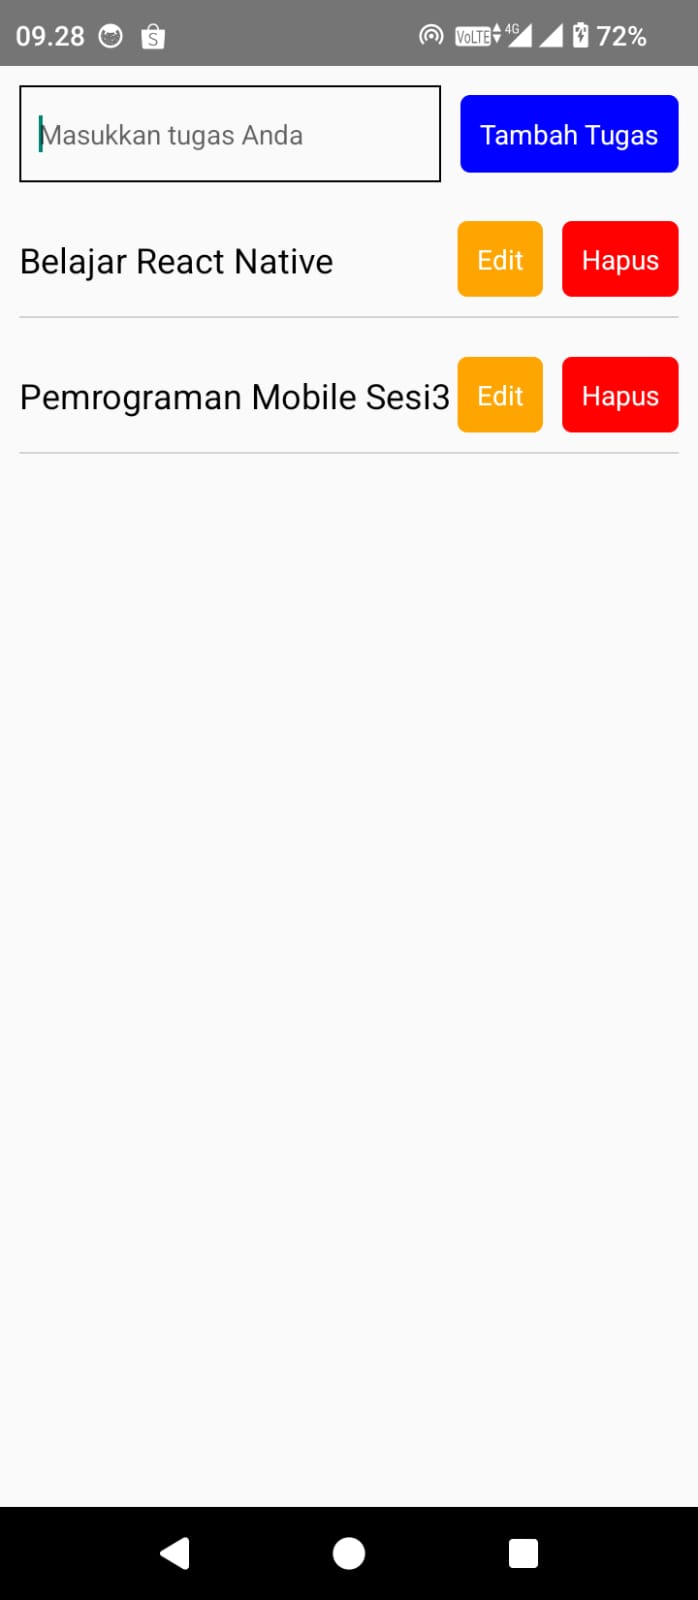 09.28 S VoLTE 4G 72%
Masukkan tugas Anda Tambah Tugas
Belajar React Native Edit Hapus
Pemrograman Mobile Sesi3 Edit Hapus